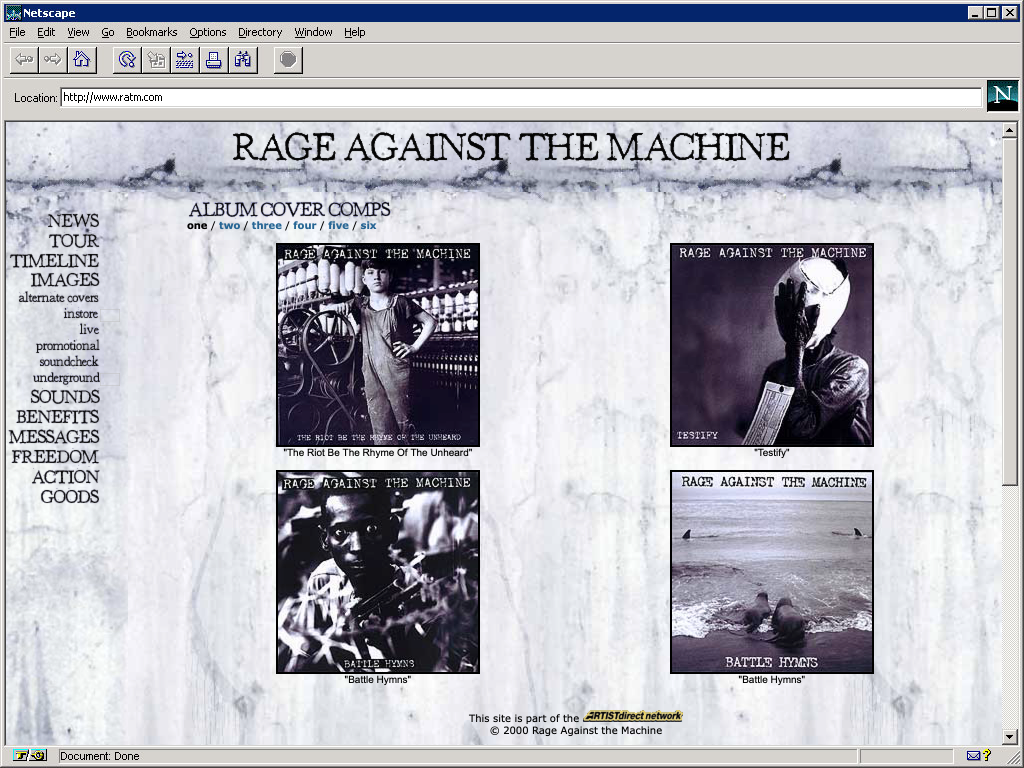 Netscape
File Edit View Go Bookmarks Options Directory Window Help
Location: http://www.ratm.com
N
RAGE AGAINST THE MACHINE
NEWS
TOUR
TIMELINE
IMAGES
alternate covers
instore
live
promotional
soundcheck
underground
SOUNDS
BENEFITS
MESSAGES
FREEDOM
ACTION
GOODS
ALBUM COVER COMPS
one / two / three / four / five / six
RAGE AGAINST THE MACHINE
THE RIOT BE THE RHYME OF THE UNHEARD
"The Riot Be The Rhyme Of The Unheard"
RAGE AGAINST THE MACHINE
TESTIFY
"Testify"
RAGE AGAINST THE MACHINE
BATTLE HYMNS
"Battle Hymns"
RAGE AGAINST THE MACHINE
BATTLE HYMNS
"Battle Hymns"
This site is part of the ARTISTdirect network
© 2000 Rage Against the Machine
Document: Done